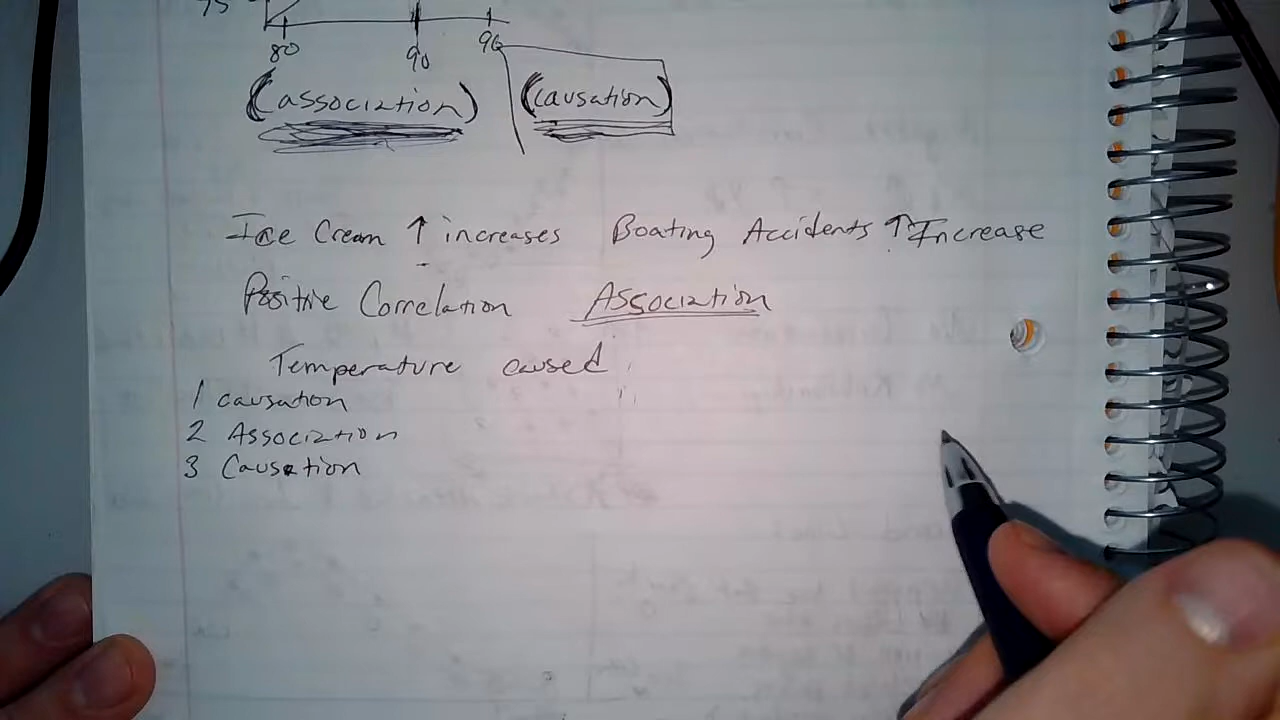 75
80 90 96
(association) (causation)
Ice Cream ↑ increases Boating Accidents ↑ Increase
Positive Correlation Association
Temperature caused
1 causation
2 Association
3 Causation